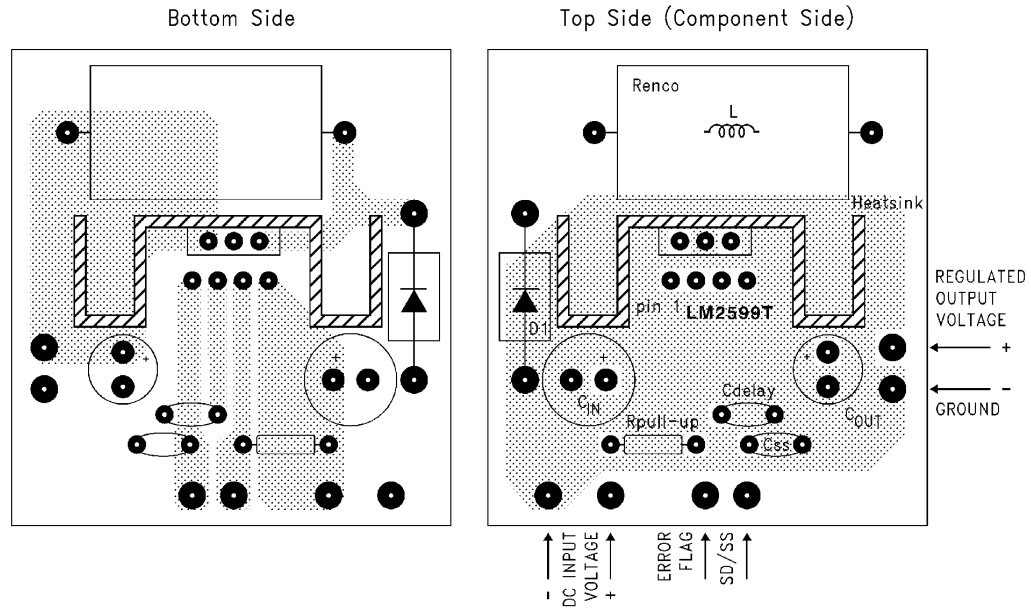 Bottom Side
Top Side (Component Side)
Renco
L
Heatsink
pin 1 LM2599T
D1
+
+
CIN
+
+
COUT
Cdelay
Rpull-up
Css
REGULATED
OUTPUT
VOLTAGE
+
-
GROUND
- DC INPUT
VOLTAGE
+
ERROR
FLAG
SD/SS